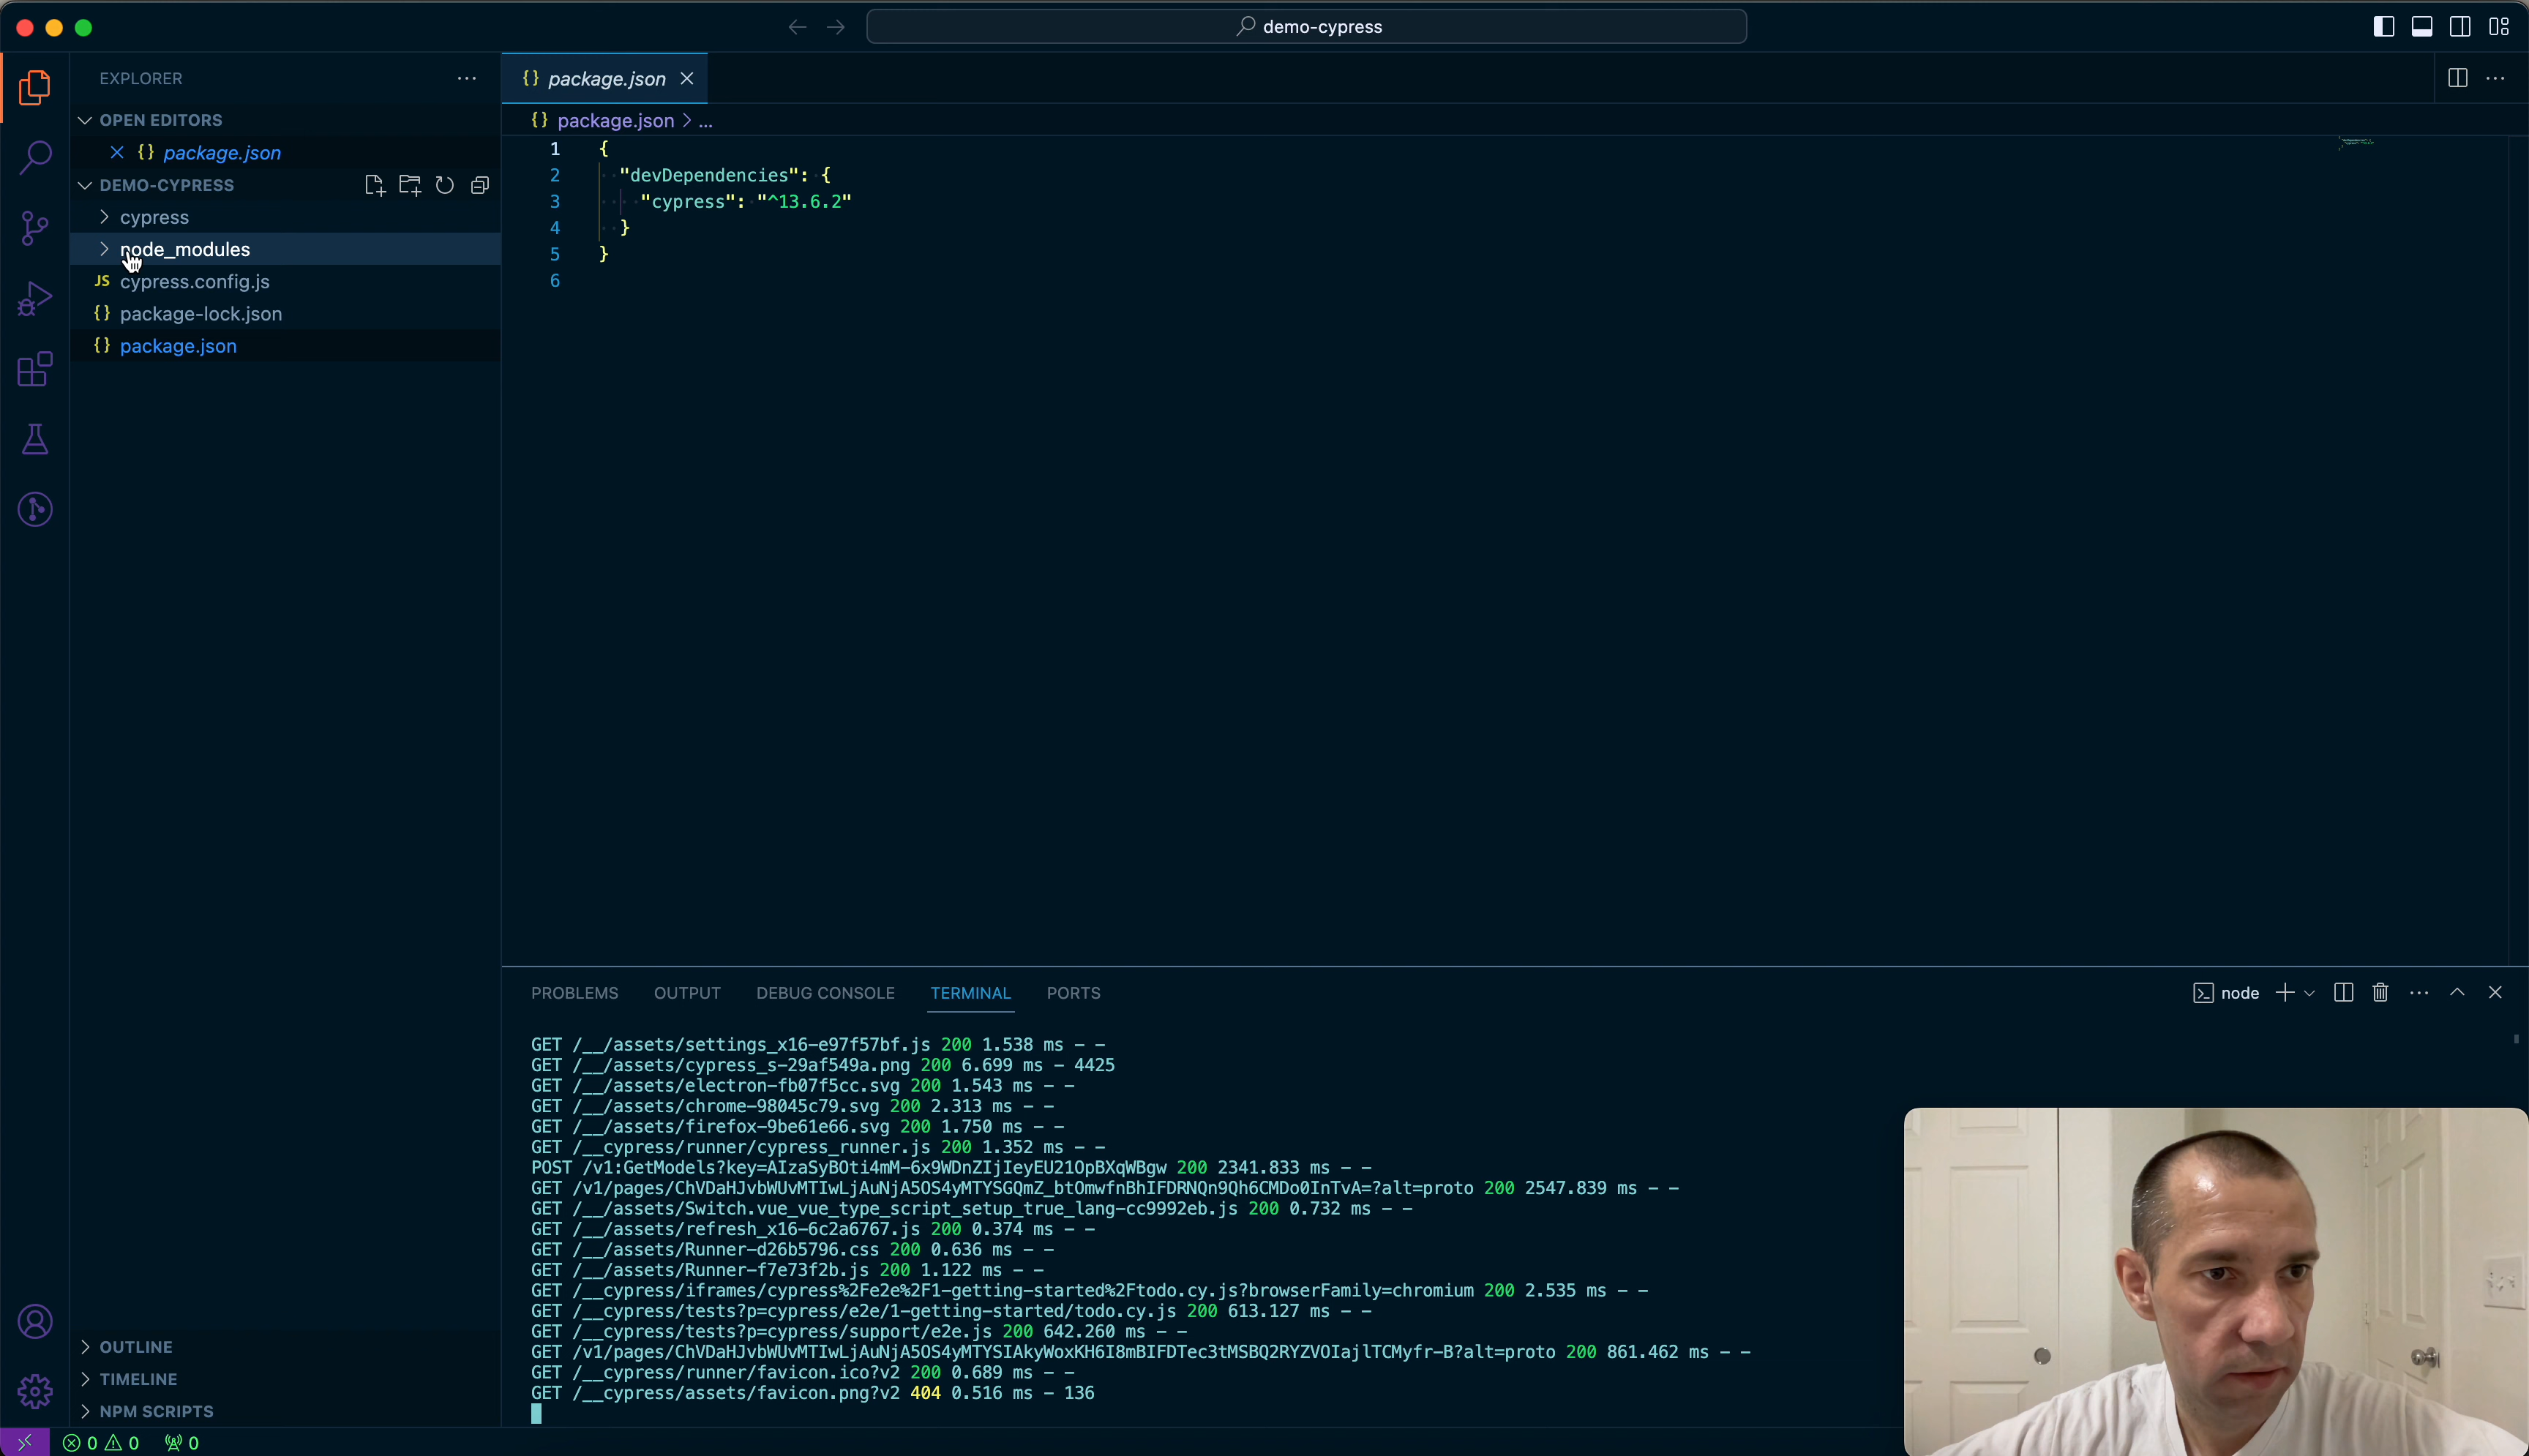 demo-cypress
EXPLORER
OPEN EDITORS
{} package.json
DEMO-CYPRESS
cypress
node_modules
JS cypress.config.js
{} package-lock.json
{} package.json
OUTLINE
TIMELINE
NPM SCRIPTS
{} package.json
{} package.json > ...
1 {
2 "devDependencies": {
3 "cypress": "^13.6.2"
4 }
5 }
6
PROBLEMS OUTPUT DEBUG CONSOLE TERMINAL PORTS
node
GET /__/assets/settings_x16-e97f57bf.js 200 1.538 ms - -
GET /__/assets/cypress_s-29af549a.png 200 6.699 ms - 4425
GET /__/assets/electron-fb07f5cc.svg 200 1.543 ms - -
GET /__/assets/chrome-98045c79.svg 200 2.313 ms - -
GET /__/assets/firefox-9be61e66.svg 200 1.750 ms - -
GET /__cypress/runner/cypress_runner.js 200 1.352 ms - -
POST /v1:GetModels?key=AIzaSyBOti4mM-6x9WDnZIjIeyEU21OpBXqWBgw 200 2341.833 ms - -
GET /v1/pages/ChVDaHJvbWUvMTIwLjAuNjA5OS4yMTYSGQmZ_btOmwfnBhIFDRNQn9Qh6CMDo0InTvA=?alt=proto 200 2547.839 ms - -
GET /__/assets/Switch.vue_vue_type_script_setup_true_lang-cc9992eb.js 200 0.732 ms - -
GET /__/assets/refresh_x16-6c2a6767.js 200 0.374 ms - -
GET /__/assets/Runner-d26b5796.css 200 0.636 ms - -
GET /__/assets/Runner-f7e73f2b.js 200 1.122 ms - -
GET /__cypress/iframes/cypress%2Fe2e%2F1-getting-started%2Ftodo.cy.js?browserFamily=chromium 200 2.535 ms - -
GET /__cypress/tests?p=cypress/e2e/1-getting-started/todo.cy.js 200 613.127 ms - -
GET /__cypress/tests?p=cypress/support/e2e.js 200 642.260 ms - -
GET /v1/pages/ChVDaHJvbWUvMTIwLjAuNjA5OS4yMTYSIAkyWoxKH6I8mBIFDTec3tMSBQ2RYZVOIajlTCMyfr-B?alt=proto 200 861.462 ms - -
GET /__cypress/runner/favicon.ico?v2 200 0.689 ms - -
GET /__cypress/assets/favicon.png?v2 404 0.516 ms - 136
0 0 0